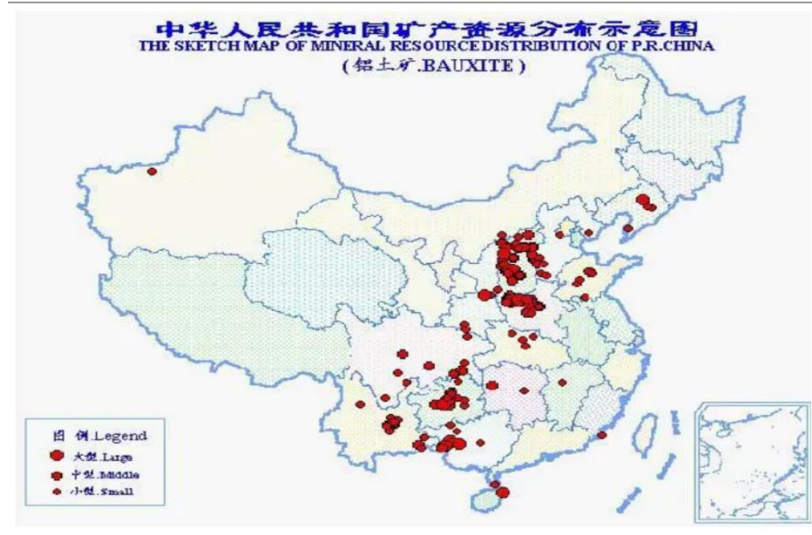 中华人民共和国矿产资源分布示意图
THE SKETCH MAP OF MINERAL RESOURCE DISTRIBUTION OF P.R.CHINA
(铝土矿.BAUXITE)
图 例.Legend
大型.Large
中型.Middle
小型.Small